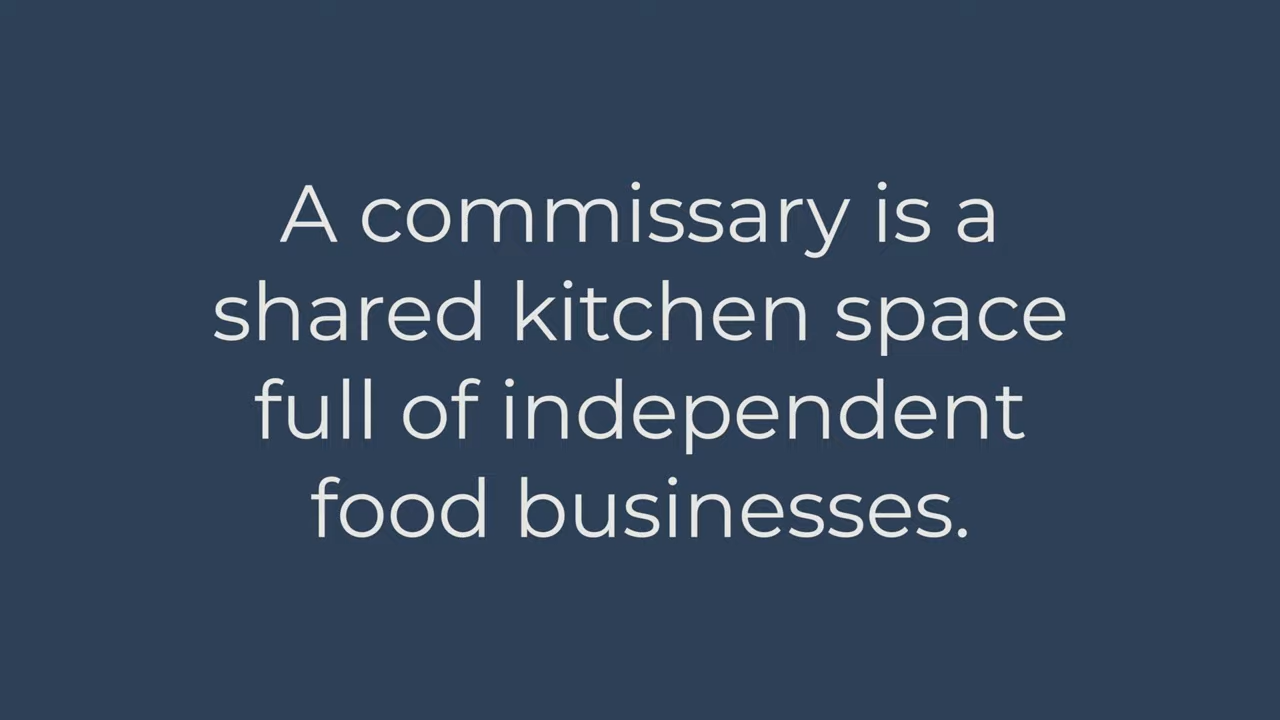 A commissary is a
shared kitchen space
full of independent
food businesses.